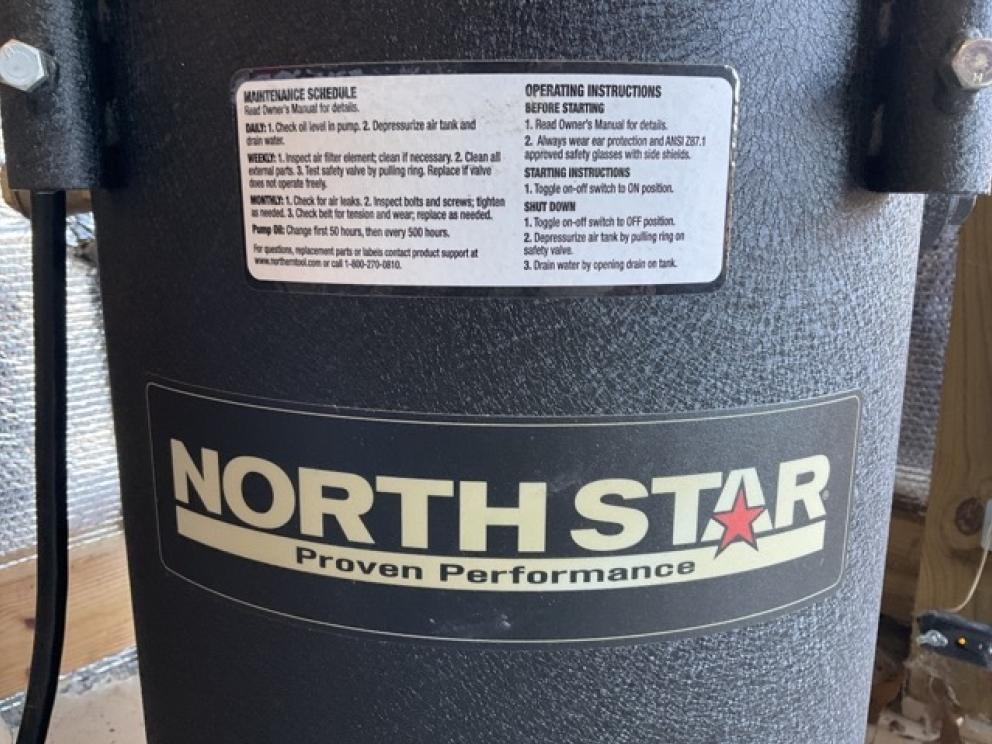 MAINTENANCE SCHEDULE
Read Owner's Manual for details.
DAILY: 1. Check oil level in pump. 2. Depressurize air tank and
drain water.
WEEKLY: 1. Inspect air filter element; clean if necessary. 2. Clean all
external parts. 3. Test safety valve by pulling ring. Replace if valve
does not operate freely.
MONTHLY: 1. Check for air leaks. 2. Inspect bolts and screws; tighten
as needed. 3. Check belt for tension and wear; replace as needed.
Pump Oil: Change first 50 hours, then every 500 hours.
For questions, replacement parts or labels contact product support at
www.northerntool.com or call 1-800-270-0810.
OPERATING INSTRUCTIONS
BEFORE STARTING
1. Read Owner's Manual for details.
2. Always wear ear protection and ANSI Z87.1
approved safety glasses with side shields.
STARTING INSTRUCTIONS
1. Toggle on-off switch to ON position.
SHUT DOWN
1. Toggle on-off switch to OFF position.
2. Depressurize air tank by pulling ring on
safety valve.
3. Drain water by opening drain on tank.
NORTH STAR®
Proven Performance